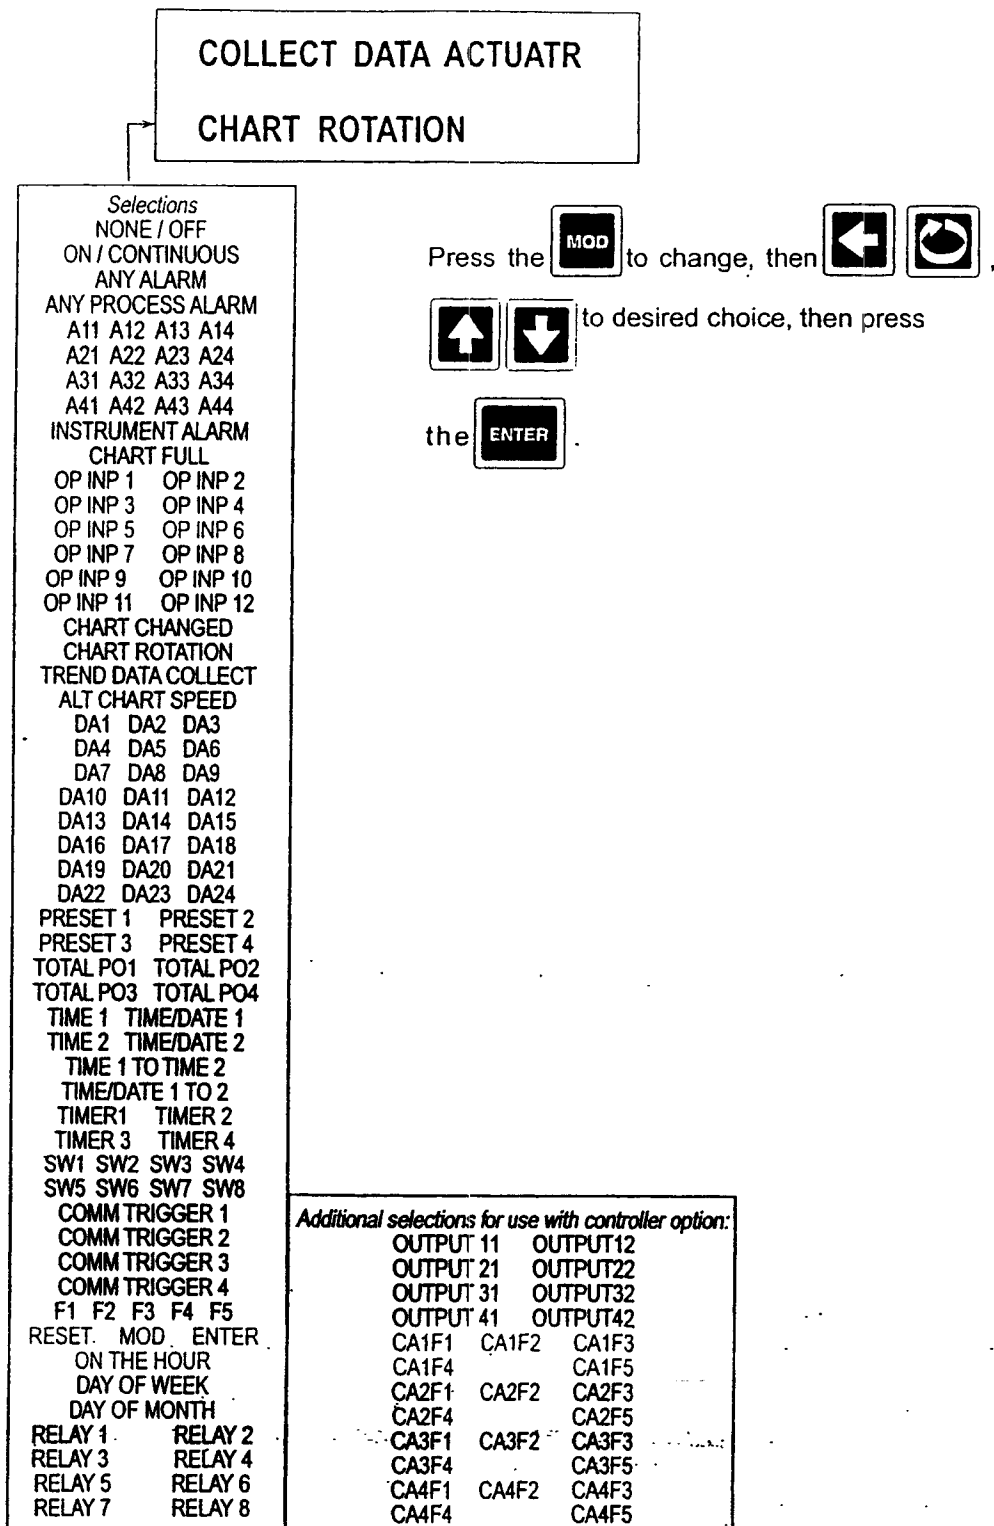 COLLECT DATA ACTUATR
CHART ROTATION
Selections
NONE / OFF
ON / CONTINUOUS
ANY ALARM
ANY PROCESS ALARM
A11 A12 A13 A14
A21 A22 A23 A24
A31 A32 A33 A34
A41 A42 A43 A44
INSTRUMENT ALARM
CHART FULL
OP INP 1 OP INP 2
OP INP 3 OP INP 4
OP INP 5 OP INP 6
OP INP 7 OP INP 8
OP INP 9 OP INP 10
OP INP 11 OP INP 12
CHART CHANGED
CHART ROTATION
TREND DATA COLLECT
ALT CHART SPEED
DA1 DA2 DA3
DA4 DA5 DA6
DA7 DA8 DA9
DA10 DA11 DA12
DA13 DA14 DA15
DA16 DA17 DA18
DA19 DA20 DA21
DA22 DA23 DA24
PRESET 1 PRESET 2
PRESET 3 PRESET 4
TOTAL PO1 TOTAL PO2
TOTAL PO3 TOTAL PO4
TIME 1 TIME/DATE 1
TIME 2 TIME/DATE 2
TIME 1 TO TIME 2
TIME/DATE 1 TO 2
TIMER1 TIMER 2
TIMER 3 TIMER 4
SW1 SW2 SW3 SW4
SW5 SW6 SW7 SW8
COMM TRIGGER 1
COMM TRIGGER 2
COMM TRIGGER 3
COMM TRIGGER 4
F1 F2 F3 F4 F5
RESET. MOD ENTER
ON THE HOUR
DAY OF WEEK
DAY OF MONTH
RELAY 1 RELAY 2
RELAY 3 RELAY 4
RELAY 5 RELAY 6
RELAY 7 RELAY 8
Press the MOD to change, then ,
to desired choice, then press
the ENTER .
Additional selections for use with controller option:
OUTPUT 11 OUTPUT12
OUTPUT 21 OUTPUT22
OUTPUT 31 OUTPUT32
OUTPUT 41 OUTPUT42
CA1F1 CA1F2 CA1F3
CA1F4 CA1F5
CA2F1 CA2F2 CA2F3
CA2F4 CA2F5
CA3F1 CA3F2 CA3F3
CA3F4 CA3F5
CA4F1 CA4F2 CA4F3
CA4F4 CA4F5